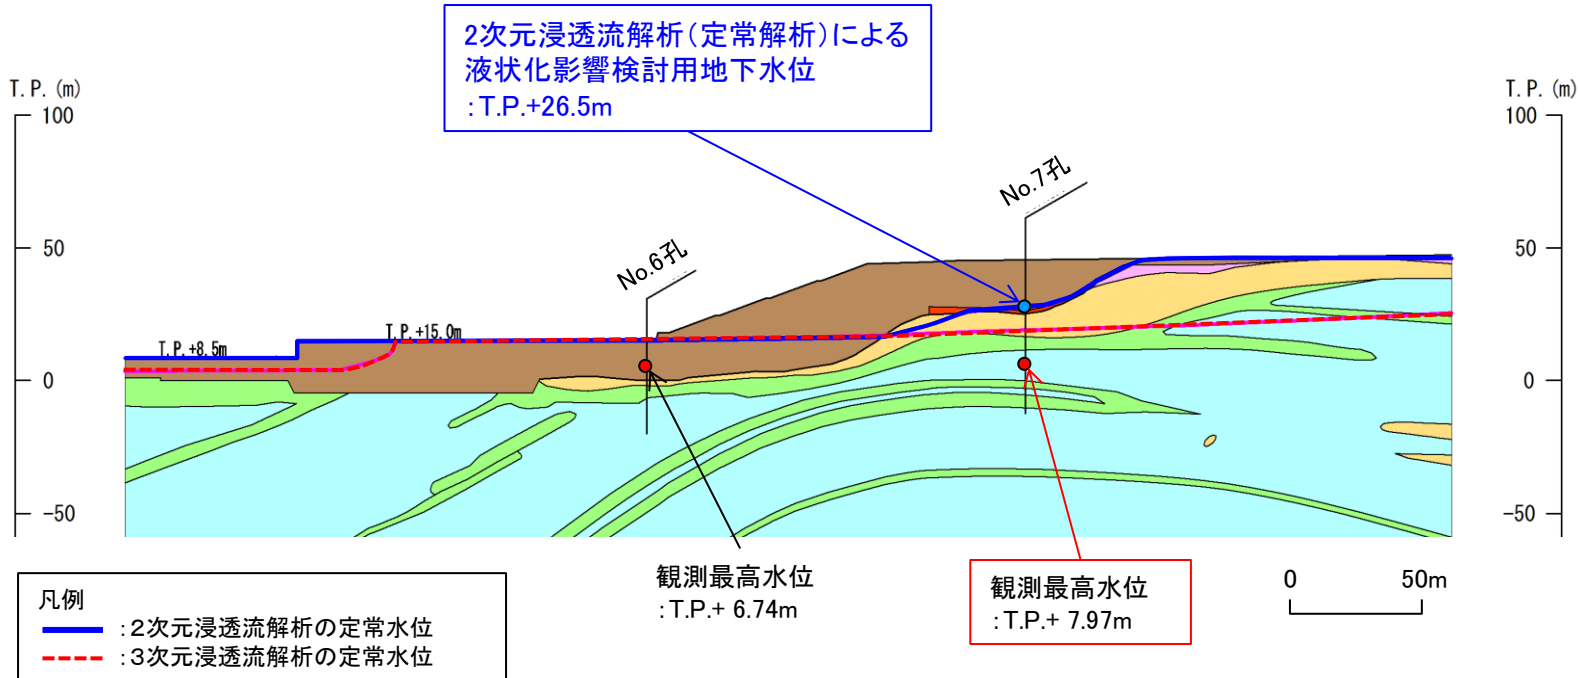 2次元浸透流解析(定常解析)による
液状化影響検討用地下水位
:T.P.+26.5m
T.P.(m)
T.P.(m)
100
100
No.7孔
50
50
No.6孔
T.P.+15.0m
T.P.+8.5m
0
0
-50
-50
観測最高水位
:T.P.+ 6.74m
観測最高水位
:T.P.+ 7.97m
0
50m
凡例
:2次元浸透流解析の定常水位
:3次元浸透流解析の定常水位